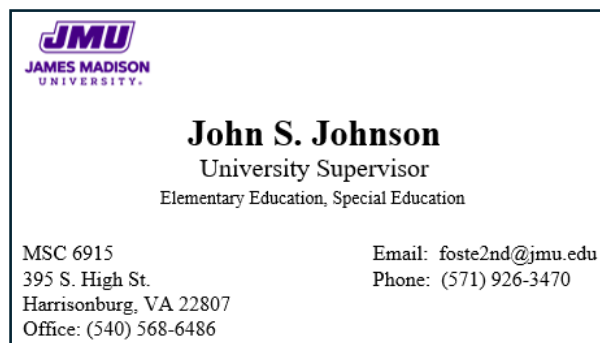 JMU
JAMES MADISON
UNIVERSITY.
John S. Johnson
University Supervisor
Elementary Education, Special Education
MSC 6915
395 S. High St.
Harrisonburg, VA 22807
Office: (540) 568-6486
Email: foste2nd@jmu.edu
Phone: (571) 926-3470